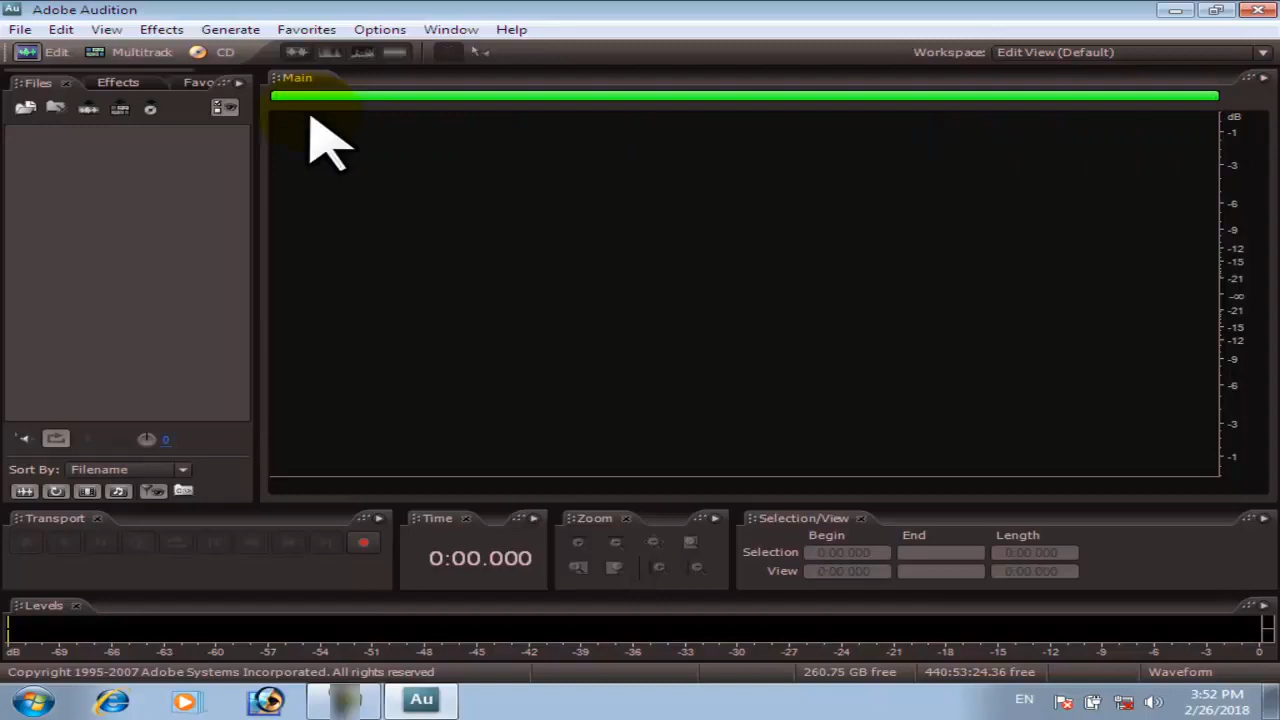 Au Adobe Audition
File Edit View Effects Generate Favorites Options Window Help
Edit Multitrack CD Workspace: Edit View (Default)
Files Effects Favo Main
dB
-1
-3
-6
-9
-12
-15
-21
-∞
-21
-15
-12
-9
-6
-3
-1
0
Sort By: Filename
Transport Time Zoom Selection/View
Begin End Length
Selection 0:00.000 0:00.000
View 0:00.000 0:00.000
0:00.000
Levels
dB -69 -66 -63 -60 -57 -54 -51 -48 -45 -42 -39 -36 -33 -30 -27 -24 -21 -18 -15 -12 -9 -6 -3 0
Copyright 1995-2007 Adobe Systems Incorporated. All rights reserved 260.75 GB free 440:53:24.36 free Waveform
Au EN 3:52 PM
2/26/2018